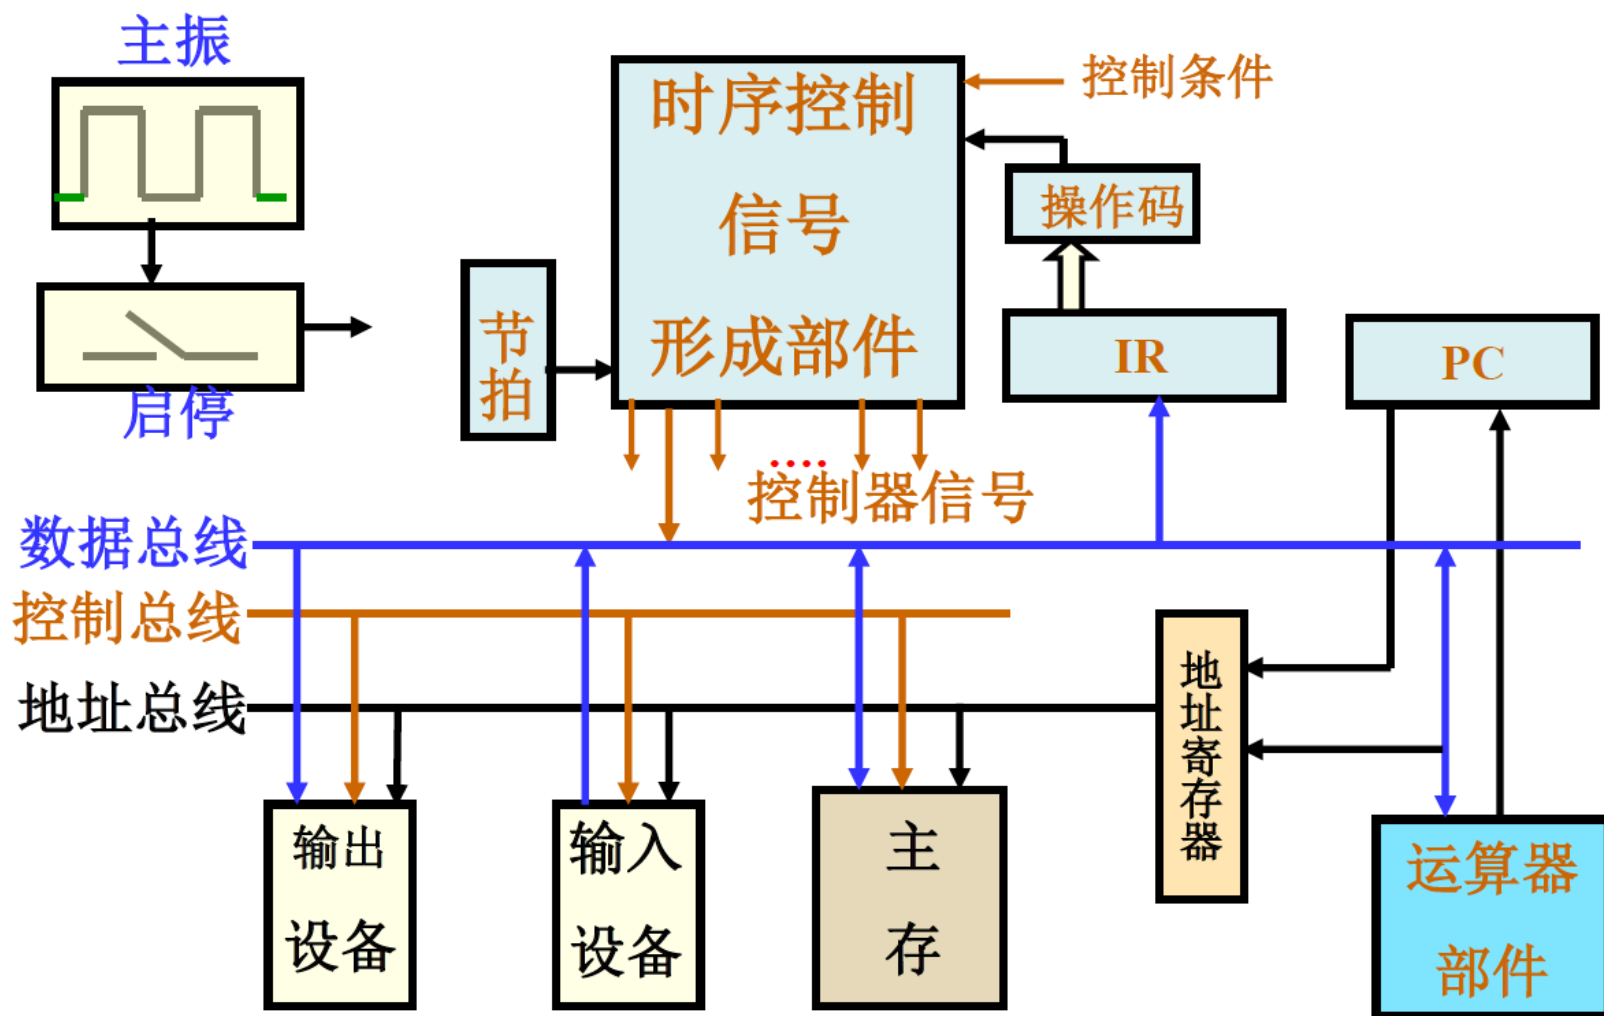 主振
启停
节
拍
时序控制
信号
形成部件
控制条件
操作码
IR
PC
....
控制器信号
数据总线
控制总线
地址总线
地
址
寄
存
器
输出
设备
输入
设备
主
存
运算器
部件